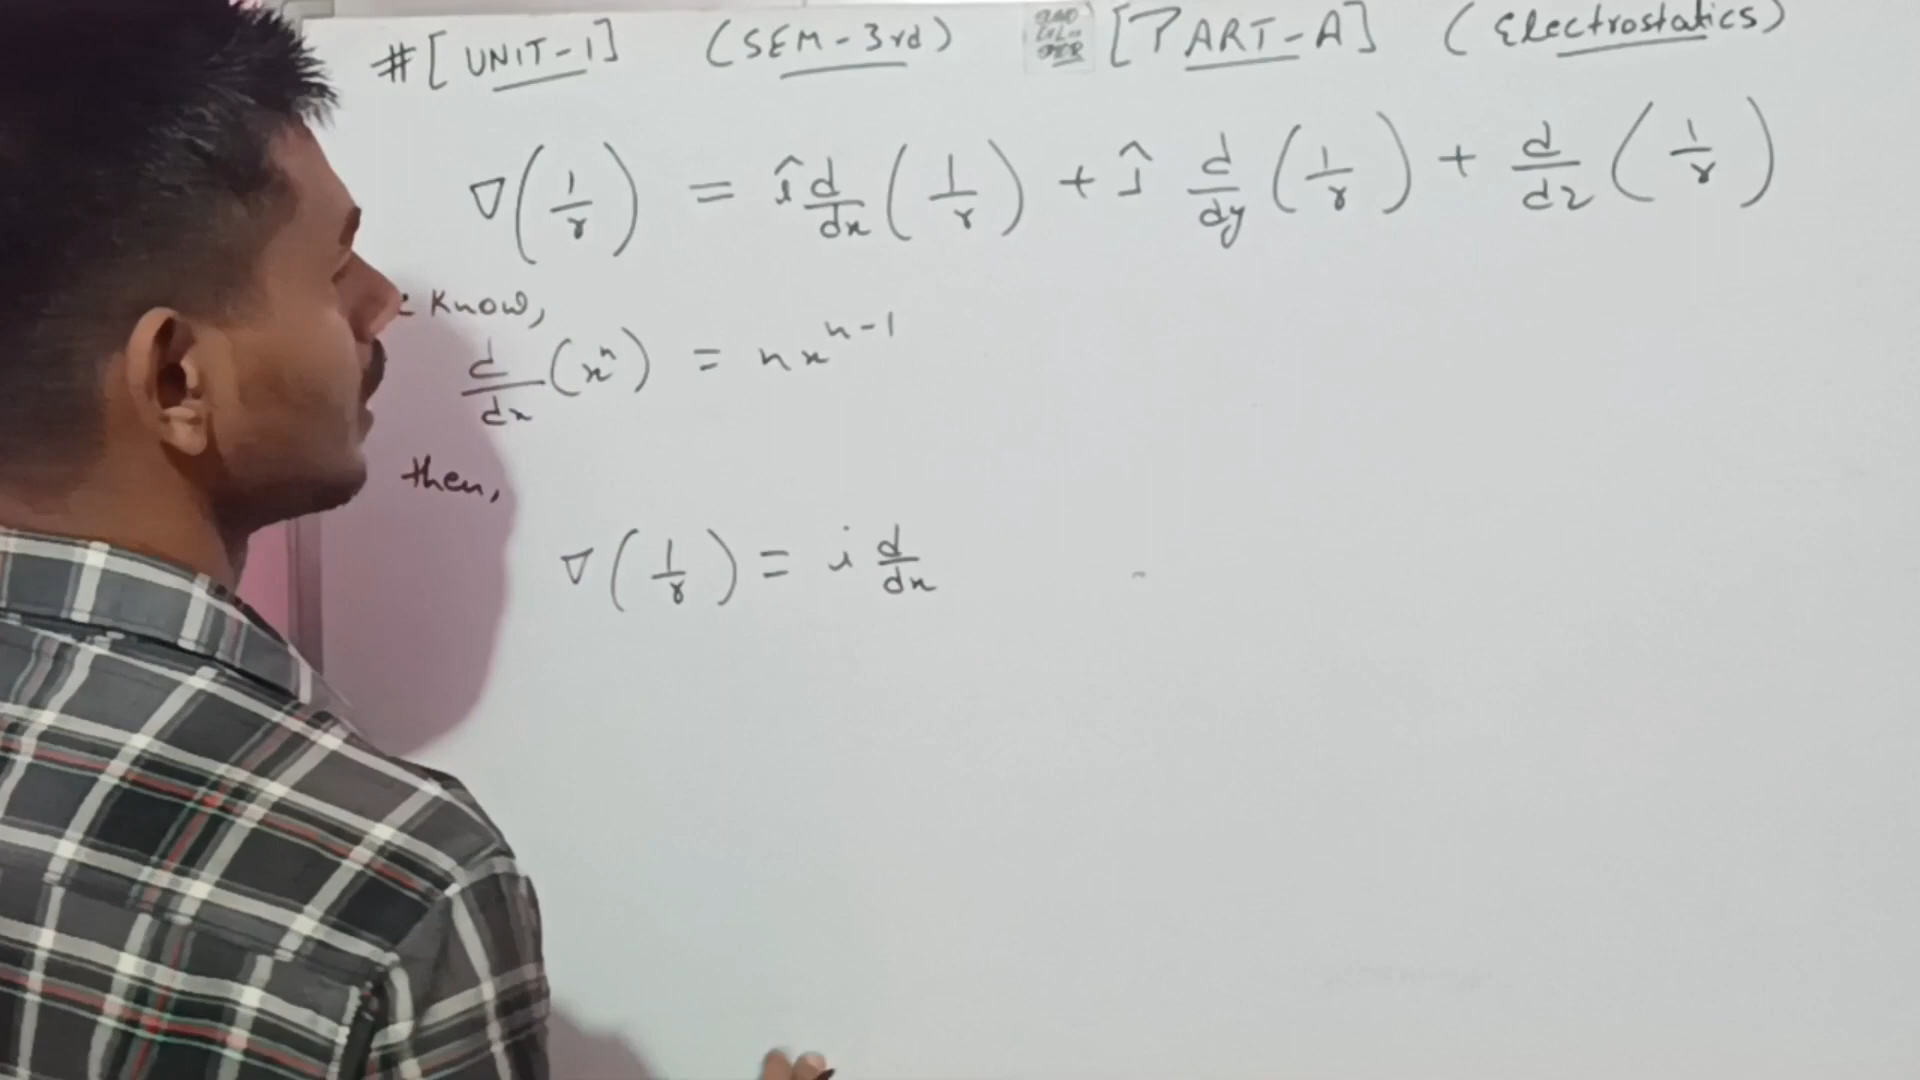 #[UNIT-1] (SEM-3rd) [PART-A] (Electrostatics)
∇(1/r) = î d/dx (1/r) + ĵ d/dy (1/r) + d/dz (1/r)
Know,
d/dx (xⁿ) = nxⁿ⁻¹
then,
∇(1/r) = i d/dx